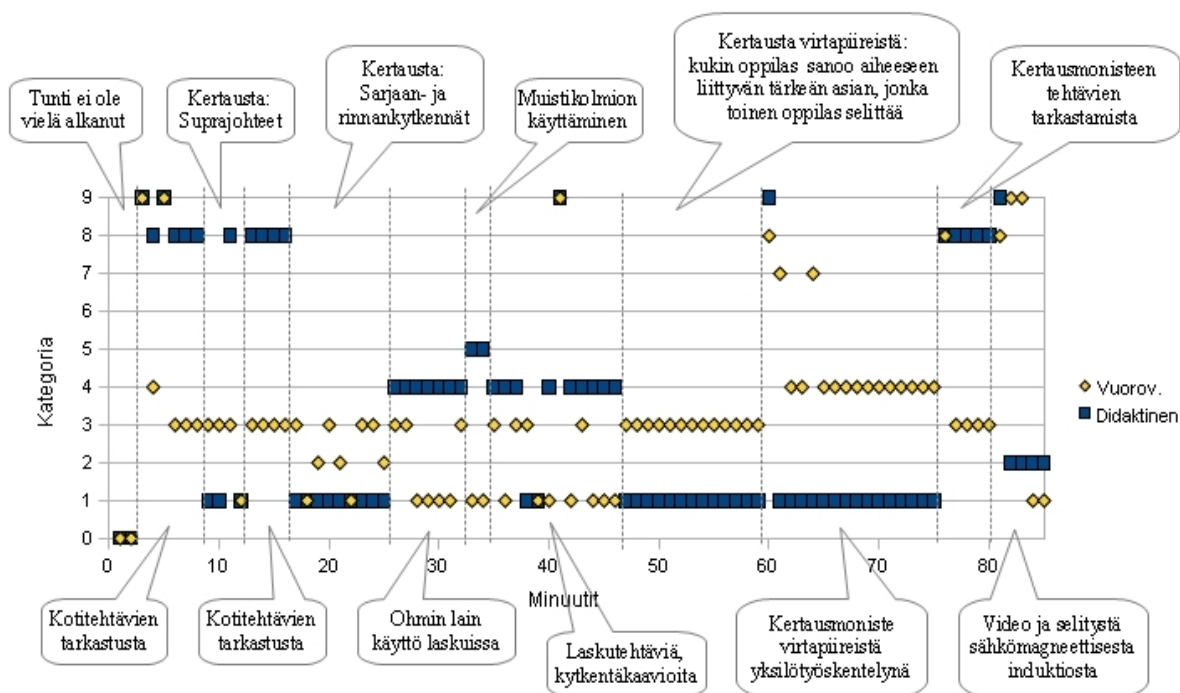 Tunti ei ole
vielä alkanut
Kertausta:
Suprajohteet
Kertausta:
Sarjaan- ja
rinnankytkennät
Muistikolmion
käyttäminen
Kertausta virtapiireistä:
kukin oppilas sanoo aiheeseen
liittyvän tärkeän asian, jonka
toinen oppilas selittää
Kertausmonisteen
tehtävien
tarkastamista
Kategoria
9
8
7
6
5
4
3
2
1
0
0
10
20
30
40
50
60
70
80
Minuutit
Vuorov.
Didaktinen
Kotitehtävien
tarkastusta
Kotitehtävien
tarkastusta
Ohmin lain
käyttö laskuissa
Laskutehtäviä,
kytkentäkaavioita
Kertausmoniste
virtapiireistä
yksilötyöskentelynä
Video ja selitystä
sähkömagneettisesta
induktiosta